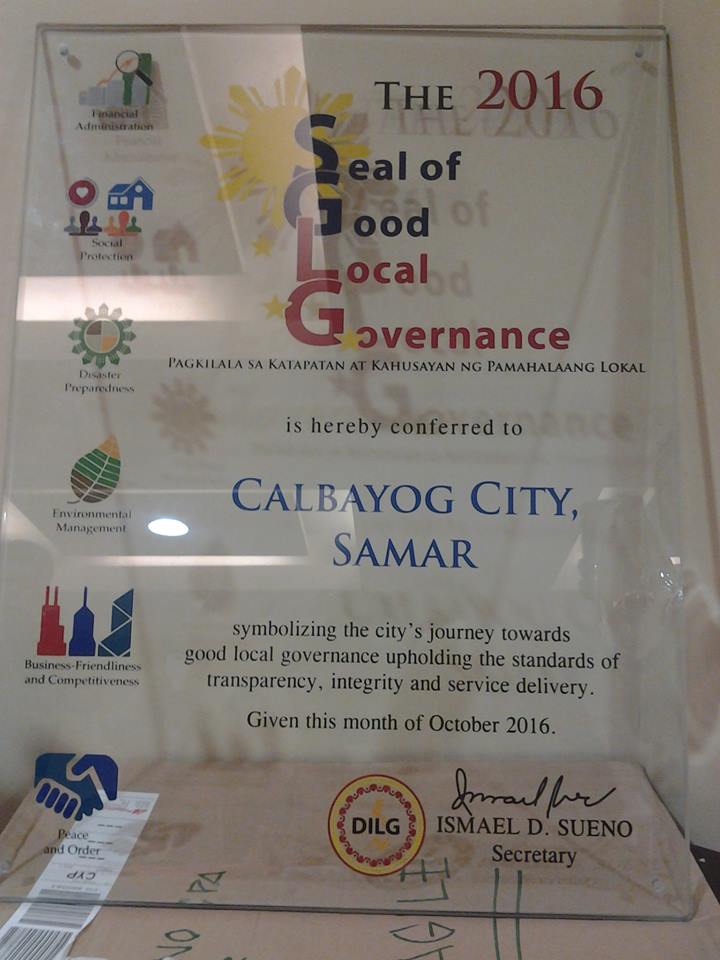 THE 2016
Seal of
Good
Local
Governance
PAGKILALA SA KATAPATAN AT KAHUSAYAN NG PAMAHALAANG LOKAL
is hereby conferred to
CALBAYOG CITY,
SAMAR
symbolizing the city's journey towards
good local governance upholding the standards of
transparency, integrity and service delivery.
Given this month of October 2016.
DILG
ISMAEL D. SUENO
Secretary
Financial
Administration
Social
Protection
Disaster
Preparedness
Environmental
Management
Business-Friendliness
and Competitiveness
Peace
and Order
CYP